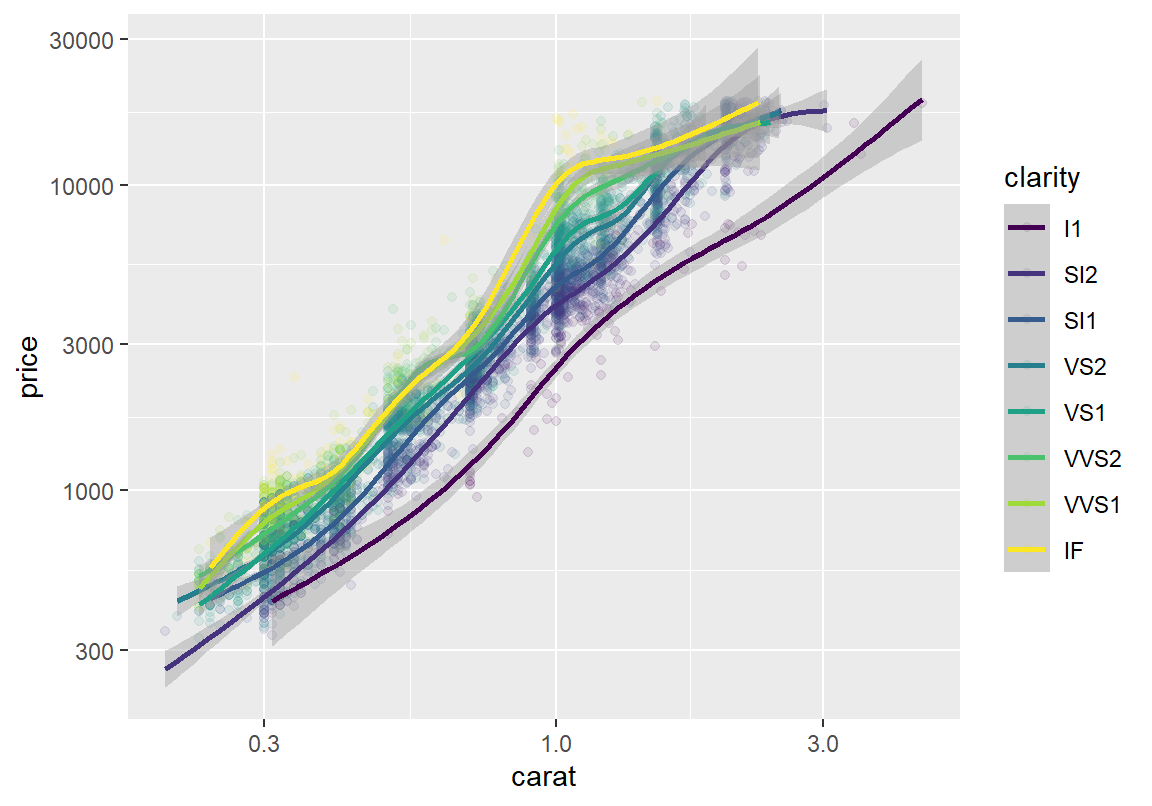 30000
10000
3000
1000
300
price
0.3
1.0
3.0
carat
clarity
I1
SI2
SI1
VS2
VS1
VVS2
VVS1
IF